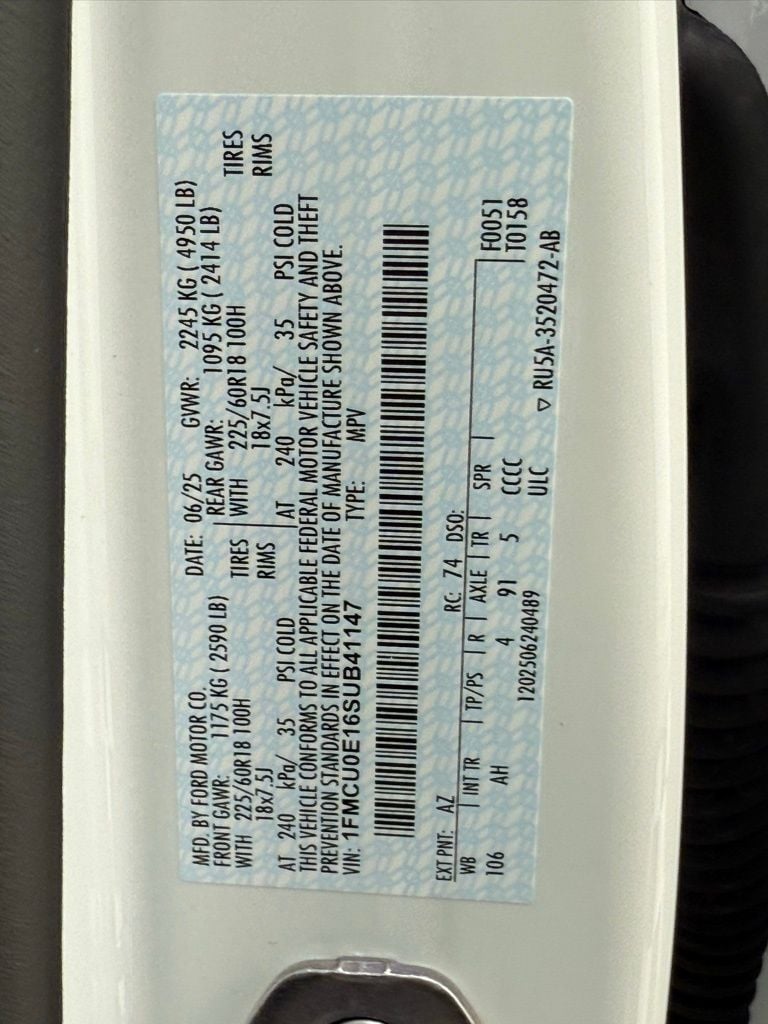 MFD. BY FORD MOTOR CO. DATE: 06/25 GVWR: 2245 KG ( 4950 LB)
FRONT GAWR: 1175 KG ( 2590 LB) REAR GAWR: 1095 KG ( 2414 LB)
WITH 225/60R18 100H TIRES WITH 225/60R18 100H TIRES
18x7.5J RIMS 18x7.5J RIMS
AT 240 kPa/ 35 PSI COLD AT 240 kPa/ 35 PSI COLD
THIS VEHICLE CONFORMS TO ALL APPLICABLE FEDERAL MOTOR VEHICLE SAFETY AND THEFT
PREVENTION STANDARDS IN EFFECT ON THE DATE OF MANUFACTURE SHOWN ABOVE.
VIN: 1FMCU0E16SUB41147 TYPE: MPV
EXT PNT: AZ RC: 74 DSO:
WB INT TR TP/PS R AXLE TR SPR F0051
106 AH 4 91 5 CCCC T0158
1202506240489 ULC
▽ RU5A-3520472-AB